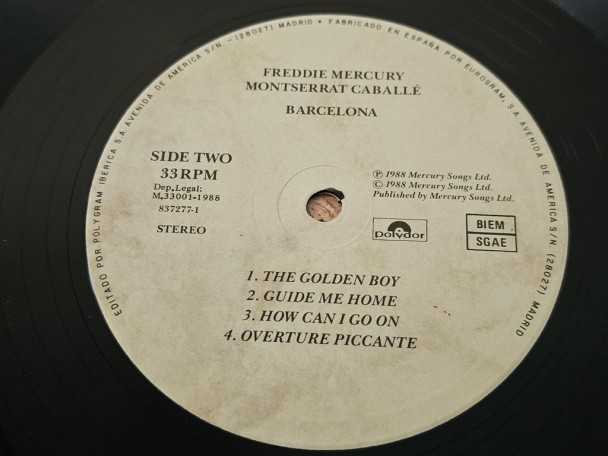 EDITADO POR POLYGRAM IBERICA S.A. AVENIDA DE AMERICA S/N. - (28027) MADRID • FABRICADO EN ESPAÑA POR EUROGRAM, S.A. AVENIDA DE AMERICA S/N. (28027) MADRID
FREDDIE MERCURY
MONTSERRAT CABALLÉ
BARCELONA
SIDE TWO
33RPM
Dep. Legal:
M.33001-1988
837277-1
STEREO
℗ 1988 Mercury Songs Ltd.
© 1988 Mercury Songs Ltd.
Published by Mercury Songs Ltd.
polydor
BIEM
SGAE
1. THE GOLDEN BOY
2. GUIDE ME HOME
3. HOW CAN I GO ON
4. OVERTURE PICCANTE